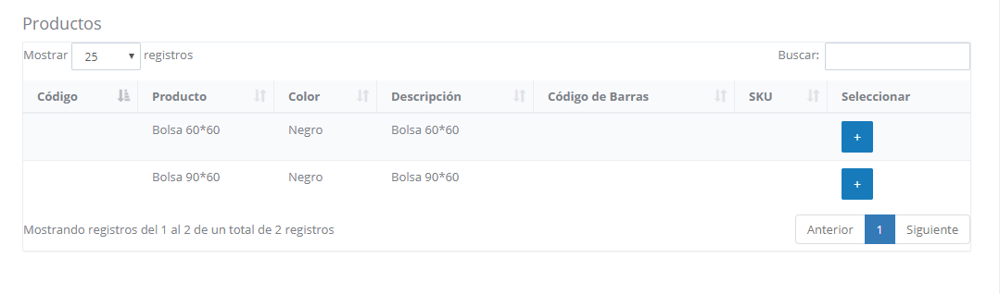 Productos
Mostrar 25 registros Buscar:
Código Producto Color Descripción Código de Barras SKU Seleccionar
Bolsa 60*60 Negro Bolsa 60*60 +
Bolsa 90*60 Negro Bolsa 90*60 +
Mostrando registros del 1 al 2 de un total de 2 registros Anterior 1 Siguiente